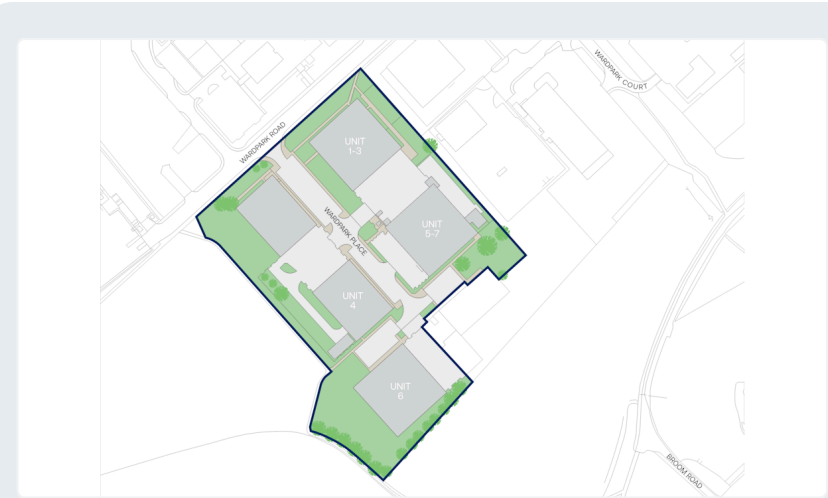 WARDPARK COURT
WARDPARK ROAD
UNIT
1-3
WARDPARK PLACE
UNIT
5-7
UNIT
4
UNIT
6
BROOM ROAD